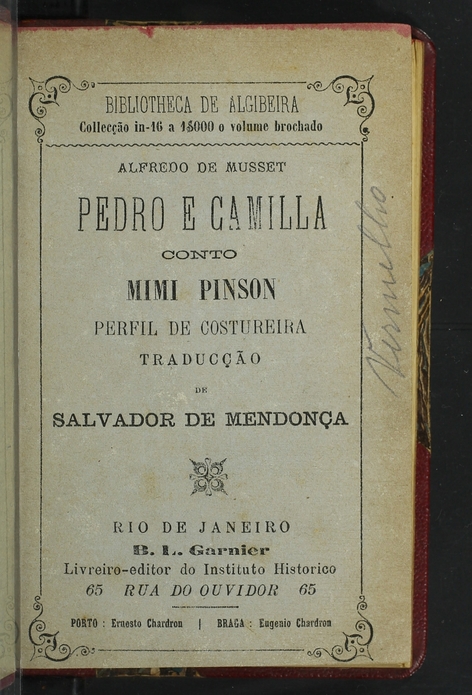 BIBLIOTHECA DE ALGIBEIRA
Collecção in-16 a 1$000 o volume brochado
ALFREDO DE MUSSET
PEDRO E CAMILLA
CONTO
MIMI PINSON
PERFIL DE COSTUREIRA
TRADUCÇÃO
DE
SALVADOR DE MENDONÇA
RIO DE JANEIRO
B. L. Garnier
Livreiro-editor do Instituto Historico
65 RUA DO OUVIDOR 65
PORTO : Ernesto Chardron | BRAGA : Eugenio Chardron
Vermelho